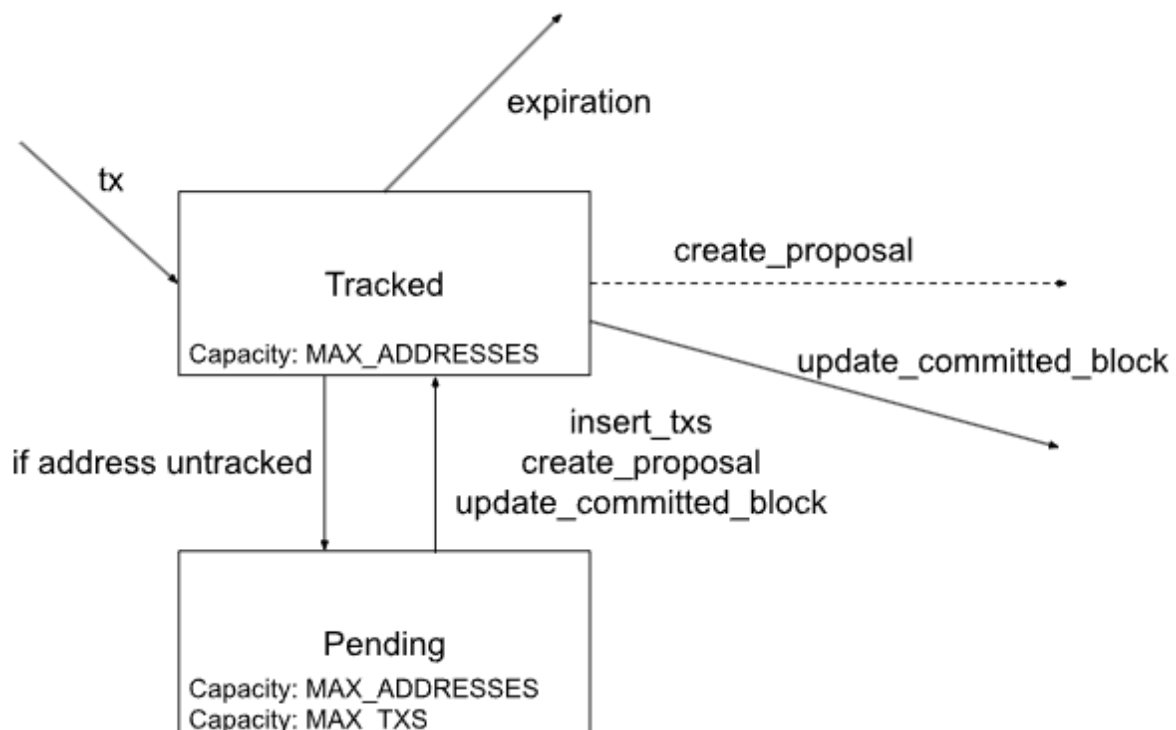 expiration
tx
create_proposal
Tracked
Capacity: MAX_ADDRESSES
update_committed_block
insert_txs
if address untracked
create_proposal
update_committed_block
Pending
Capacity: MAX_ADDRESSES
Capacity: MAX_TXS